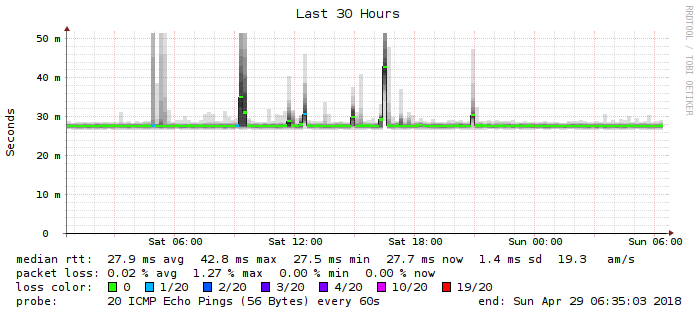 Last 30 Hours
RRDTOOL / TOBI OETIKER
Seconds
50 m
40 m
30 m
20 m
10 m
0
Sat 06:00 Sat 12:00 Sat 18:00 Sun 00:00 Sun 06:00
median rtt: 27.9 ms avg 42.8 ms max 27.5 ms min 27.7 ms now 1.4 ms sd 19.3 am/s
packet loss: 0.02 % avg 1.27 % max 0.00 % min 0.00 % now
loss color: 0 1/20 2/20 3/20 4/20 10/20 19/20
probe: 20 ICMP Echo Pings (56 Bytes) every 60s end: Sun Apr 29 06:35:03 2018